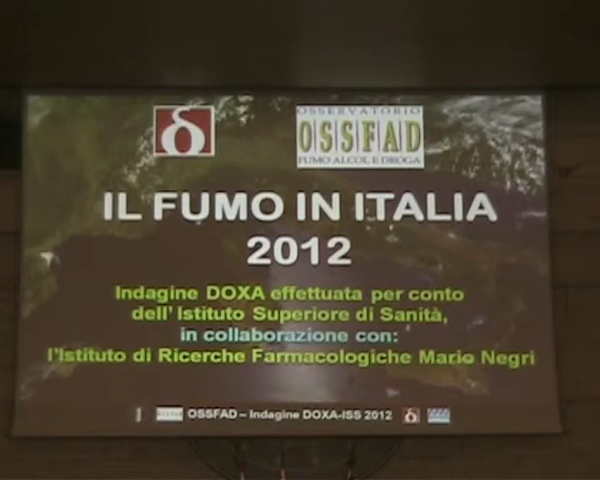 δ
OSSERVATORIO
OSSFAD
FUMO ALCOL E DROGA
IL FUMO IN ITALIA
2012
Indagine DOXA effettuata per conto
dell' Istituto Superiore di Sanità,
in collaborazione con:
l'Istituto di Ricerche Farmacologiche Mario Negri
OSSFAD – Indagine DOXA-ISS 2012